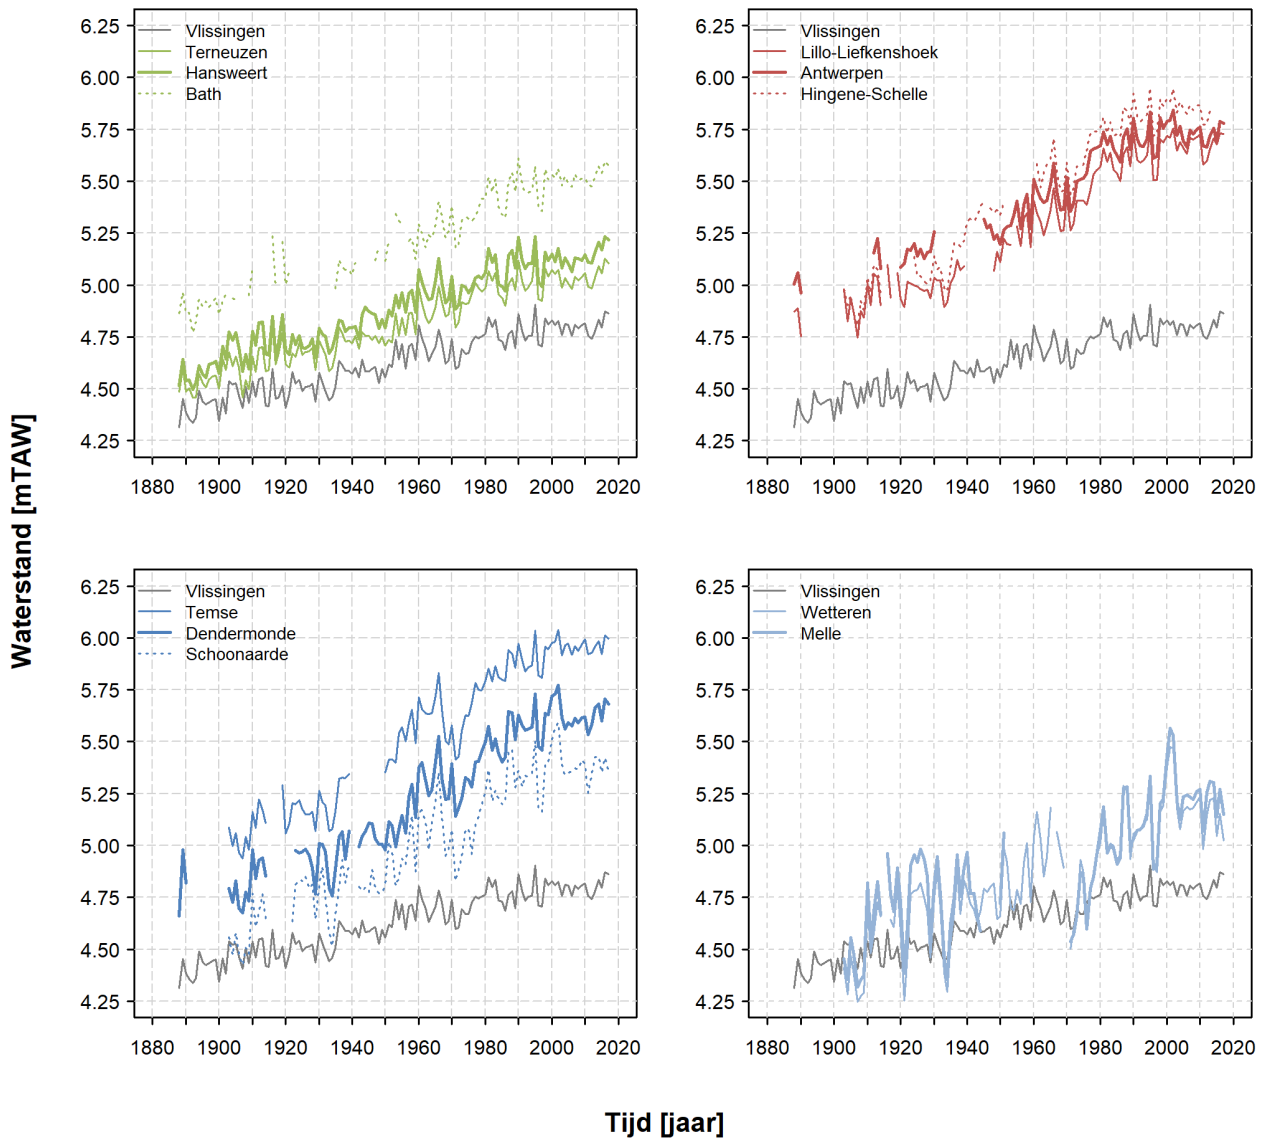 6.25
6.00
5.75
5.50
5.25
5.00
4.75
4.50
4.25
Vlissingen
Terneuzen
Hansweert
Bath
1880 1900 1920 1940 1960 1980 2000 2020
6.25
6.00
5.75
5.50
5.25
5.00
4.75
4.50
4.25
Vlissingen
Lillo-Liefkenshoek
Antwerpen
Hingene-Schelle
1880 1900 1920 1940 1960 1980 2000 2020
Waterstand [mTAW]
6.25
6.00
5.75
5.50
5.25
5.00
4.75
4.50
4.25
Vlissingen
Temse
Dendermonde
Schoonaarde
1880 1900 1920 1940 1960 1980 2000 2020
6.25
6.00
5.75
5.50
5.25
5.00
4.75
4.50
4.25
Vlissingen
Wetteren
Melle
1880 1900 1920 1940 1960 1980 2000 2020
Tijd [jaar]